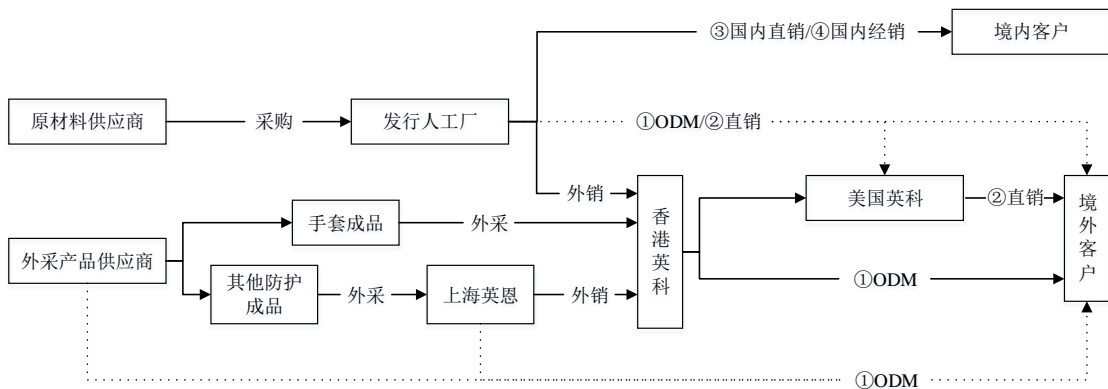 ③国内直销/④国内经销
境内客户
原材料供应商
采购
发行人工厂
①ODM/②直销
外销
美国英科
②直销
境外客户
手套成品
外采
香港英科
外采产品供应商
其他防护
成品
外采
上海英恩
外销
①ODM
①ODM